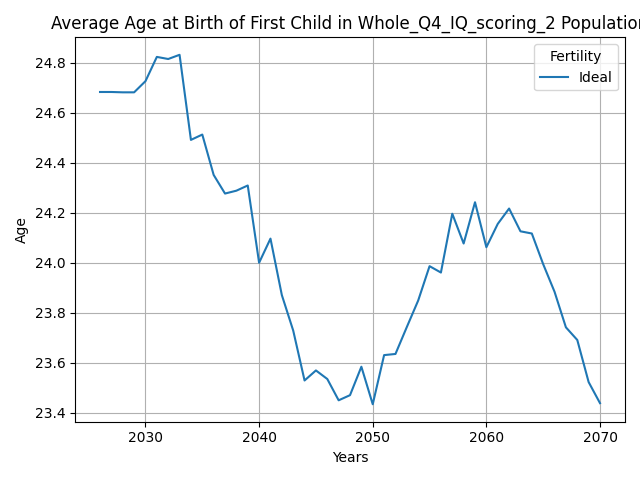 Average Age at Birth of First Child in Whole_Q4_IQ_scoring_2 Population
Fertility
Ideal
24.8
24.6
24.4
24.2
24.0
23.8
23.6
23.4
Age
2030 2040 2050 2060 2070
Years